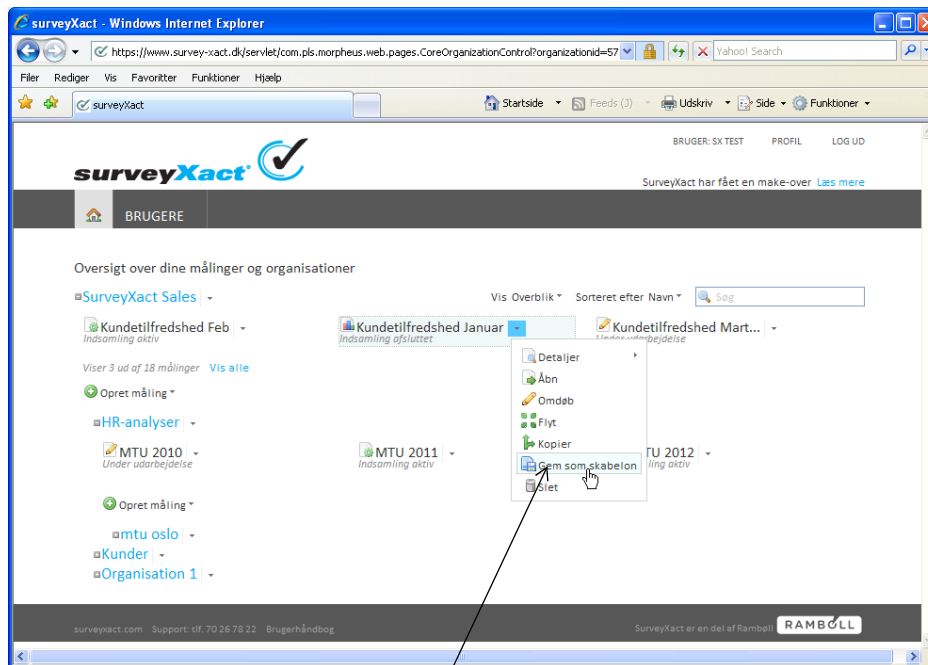 surveyXact - Windows Internet Explorer
https://www.survey-xact.dk/servlet/com.pls.morpheus.web.pages.CoreOrganizationControl?organizationid=57
Yahoo! Search
Filer Rediger Vis Favoritter Funktioner Hjælp
surveyXact
Startside Feeds (J) Udskriv Side Funktioner
BRUGER: SX TEST PROFIL LOG UD
surveyXact
SurveyXact har fået en make-over Læs mere
BRUGERE
Oversigt over dine målinger og organisationer
SurveyXact Sales
Vis Overblik Sorteret efter Navn Søg
Kundetilfredshed Feb Kundetilfredshed Januar Kundetilfredshed Mart...
Indsamling aktiv Indsamling afsluttet Under udarbejdelse
Viser 3 ud af 18 målinger Vis alle
Detaljer
Åbn
Opret måling
Omdøb
HR-analyser
Flyt
Kopier
MTU 2010 MTU 2011 TU 2012
Under udarbejdelse Indsamling aktiv ling aktiv
Gem som skabelon
Slet
Opret måling
mtu oslo
Kunder
Organisation 1
surveyxact.com Support: tlf. 70 26 78 22 Brugerhåndbog
SurveyXact er en del af Rambøll RAMBOLL